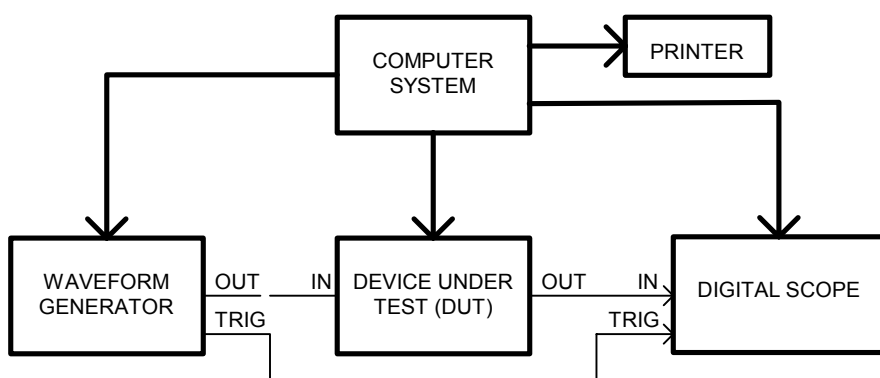 COMPUTER
SYSTEM
PRINTER
WAVEFORM
GENERATOR
OUT
TRIG
IN
DEVICE UNDER
TEST (DUT)
OUT
IN
TRIG
DIGITAL SCOPE